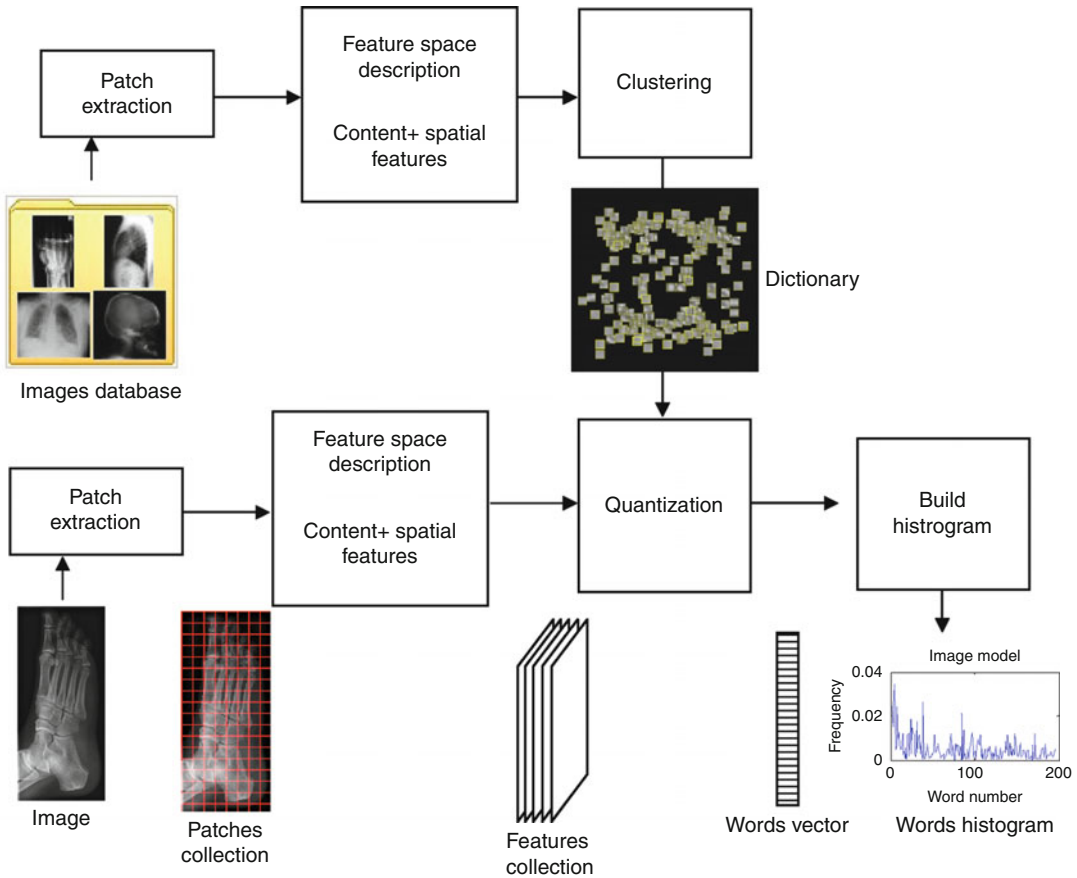 Patch
extraction
Feature space
description
Content+ spatial
features
Clustering
Dictionary
Images database
Patch
extraction
Feature space
description
Content+ spatial
features
Quantization
Build
histrogram
Image
Patches
collection
Features
collection
Words vector
Image model
0.04
0.02
0
Frequency
0
100
200
Word number
Words histogram